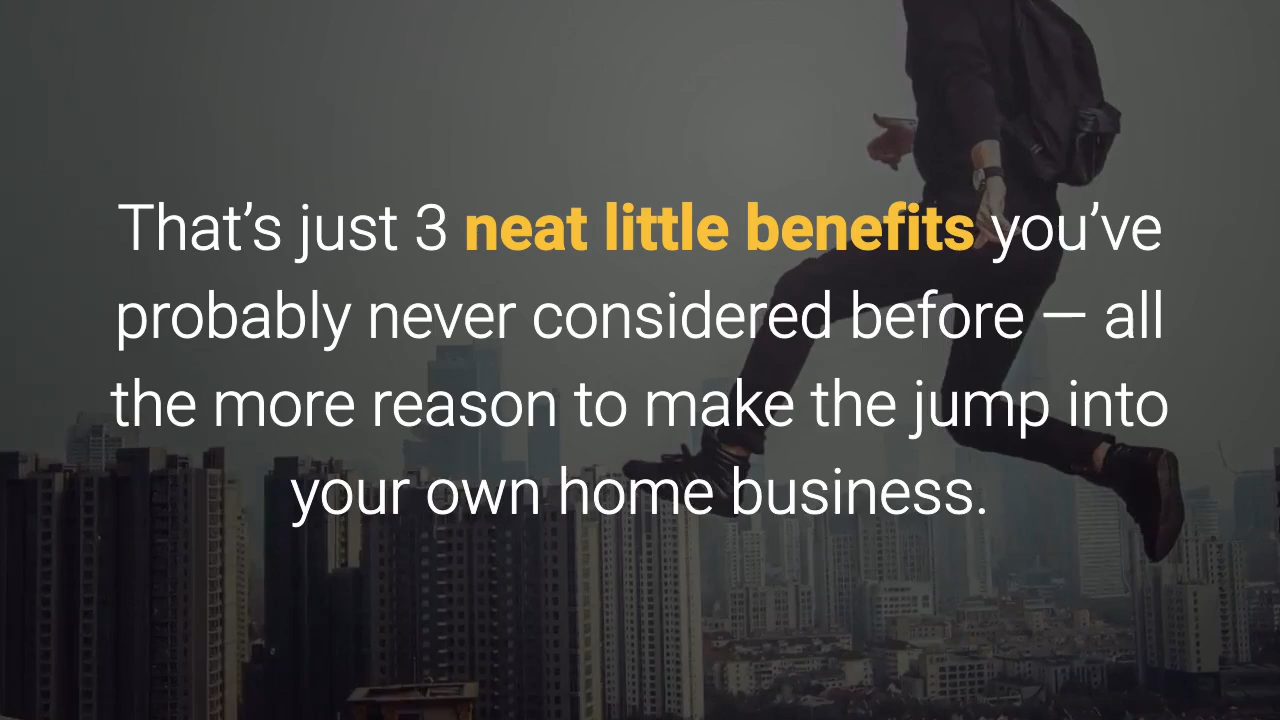 That’s just 3 neat little benefits you’ve
probably never considered before — all
the more reason to make the jump into
your own home business.